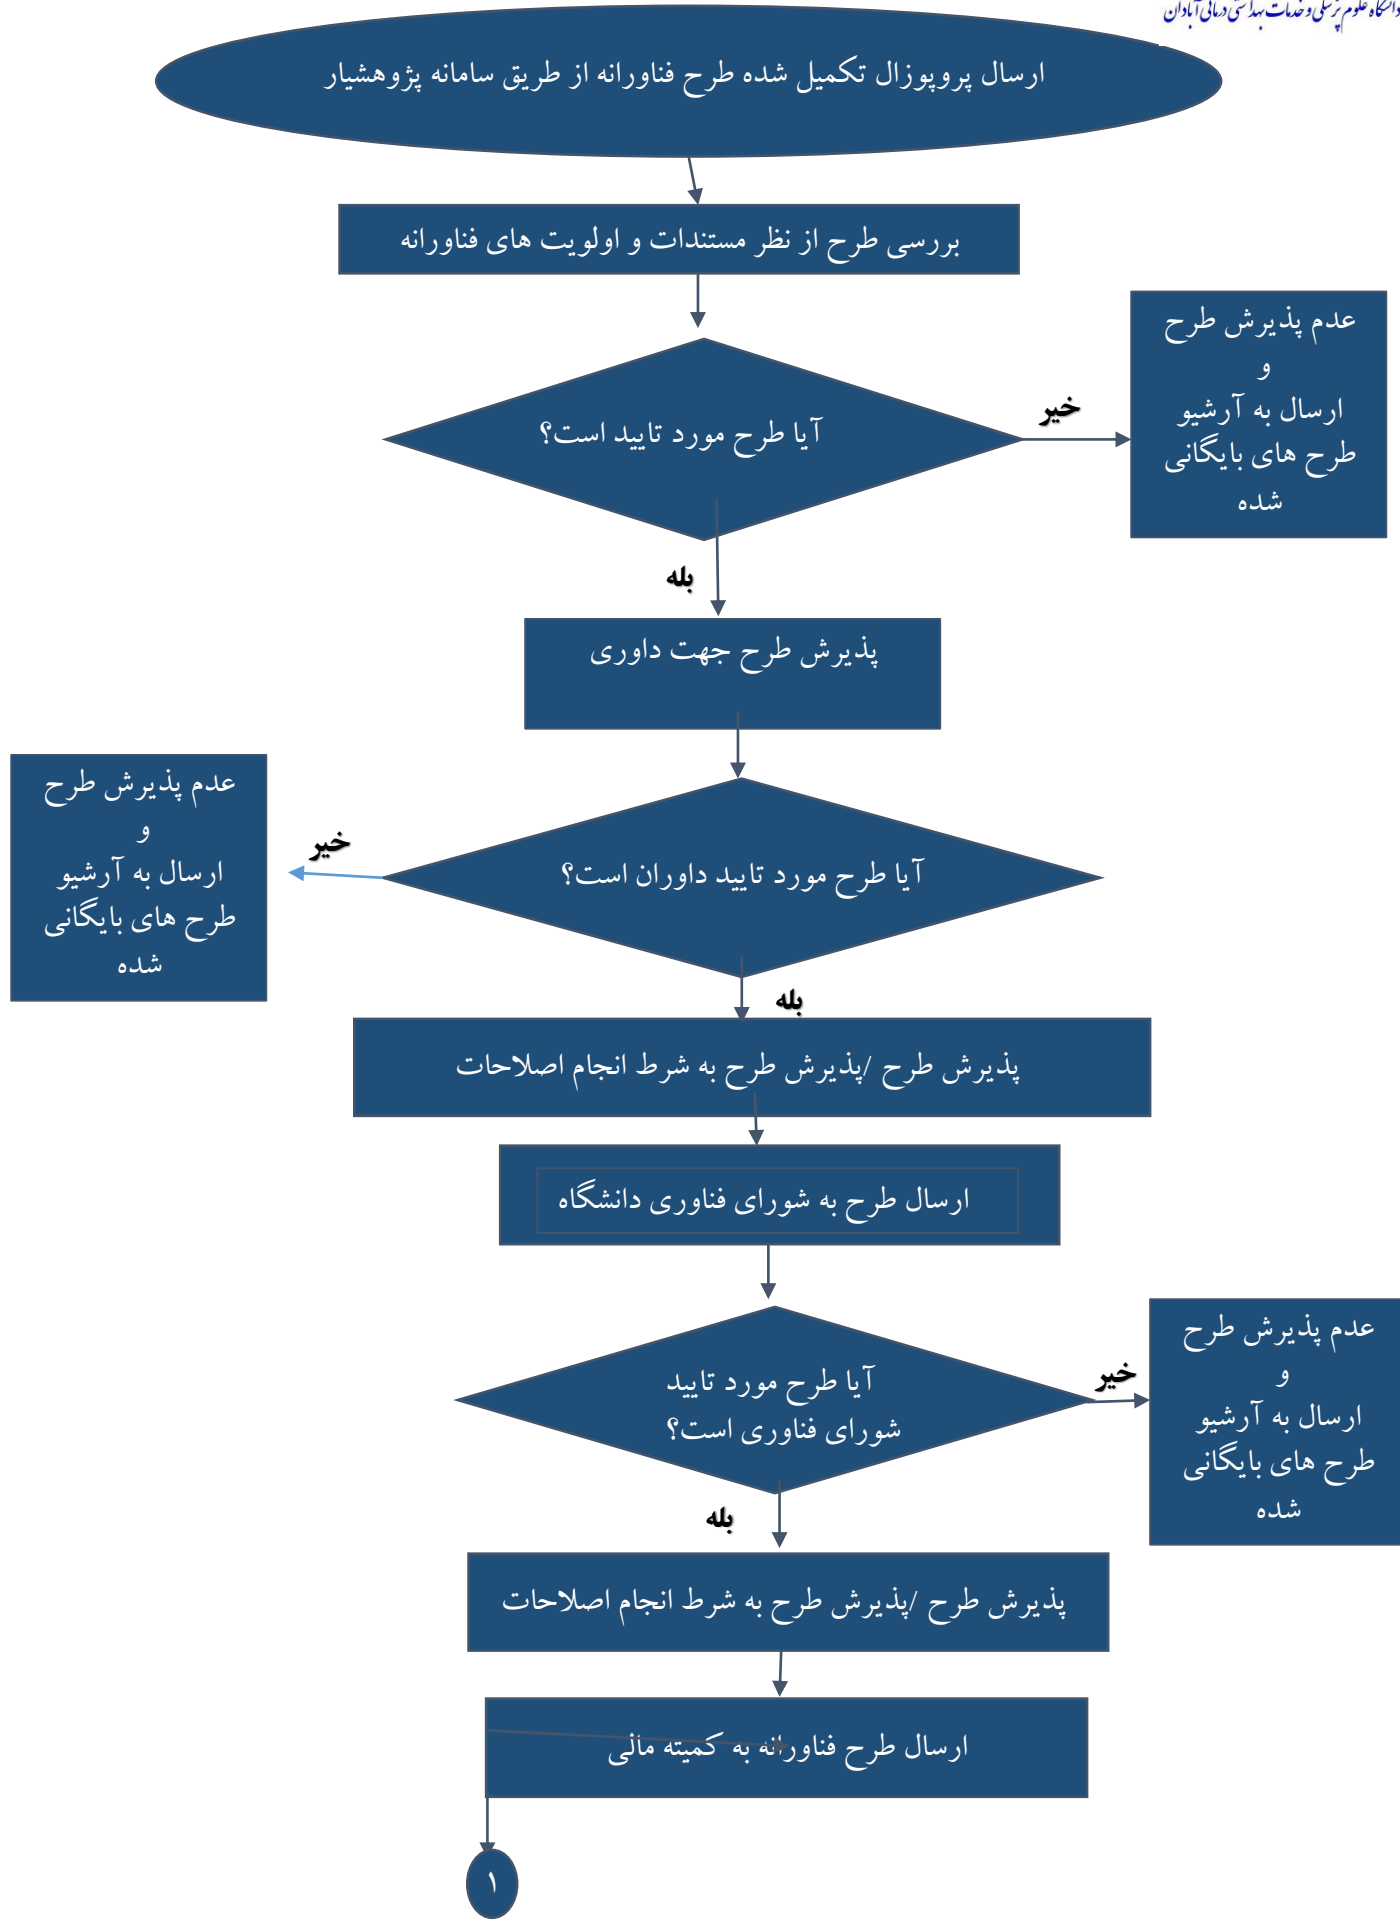 دانشگاه علوم پزشکی و خدمات بهداشتی درمانی آبادان
ارسال پروپوزال تکمیل شده طرح فناورانه از طریق سامانه پژوهشیار
بررسی طرح از نظر مستندات و اولویت های فناورانه
عدم پذیرش طرح
و
ارسال به آرشیو
طرح های بایگانی
شده
خیر
آیا طرح مورد تایید است؟
بله
پذیرش طرح جهت داوری
عدم پذیرش طرح
و
ارسال به آرشیو
طرح های بایگانی
شده
خیر
آیا طرح مورد تایید داوران است؟
بله
پذیرش طرح /پذیرش طرح به شرط انجام اصلاحات
ارسال طرح به شورای فناوری دانشگاه
عدم پذیرش طرح
و
ارسال به آرشیو
طرح های بایگانی
شده
خیر
آیا طرح مورد تایید
شورای فناوری است؟
بله
پذیرش طرح /پذیرش طرح به شرط انجام اصلاحات
ارسال طرح فناورانه به کمیته مالی
۱